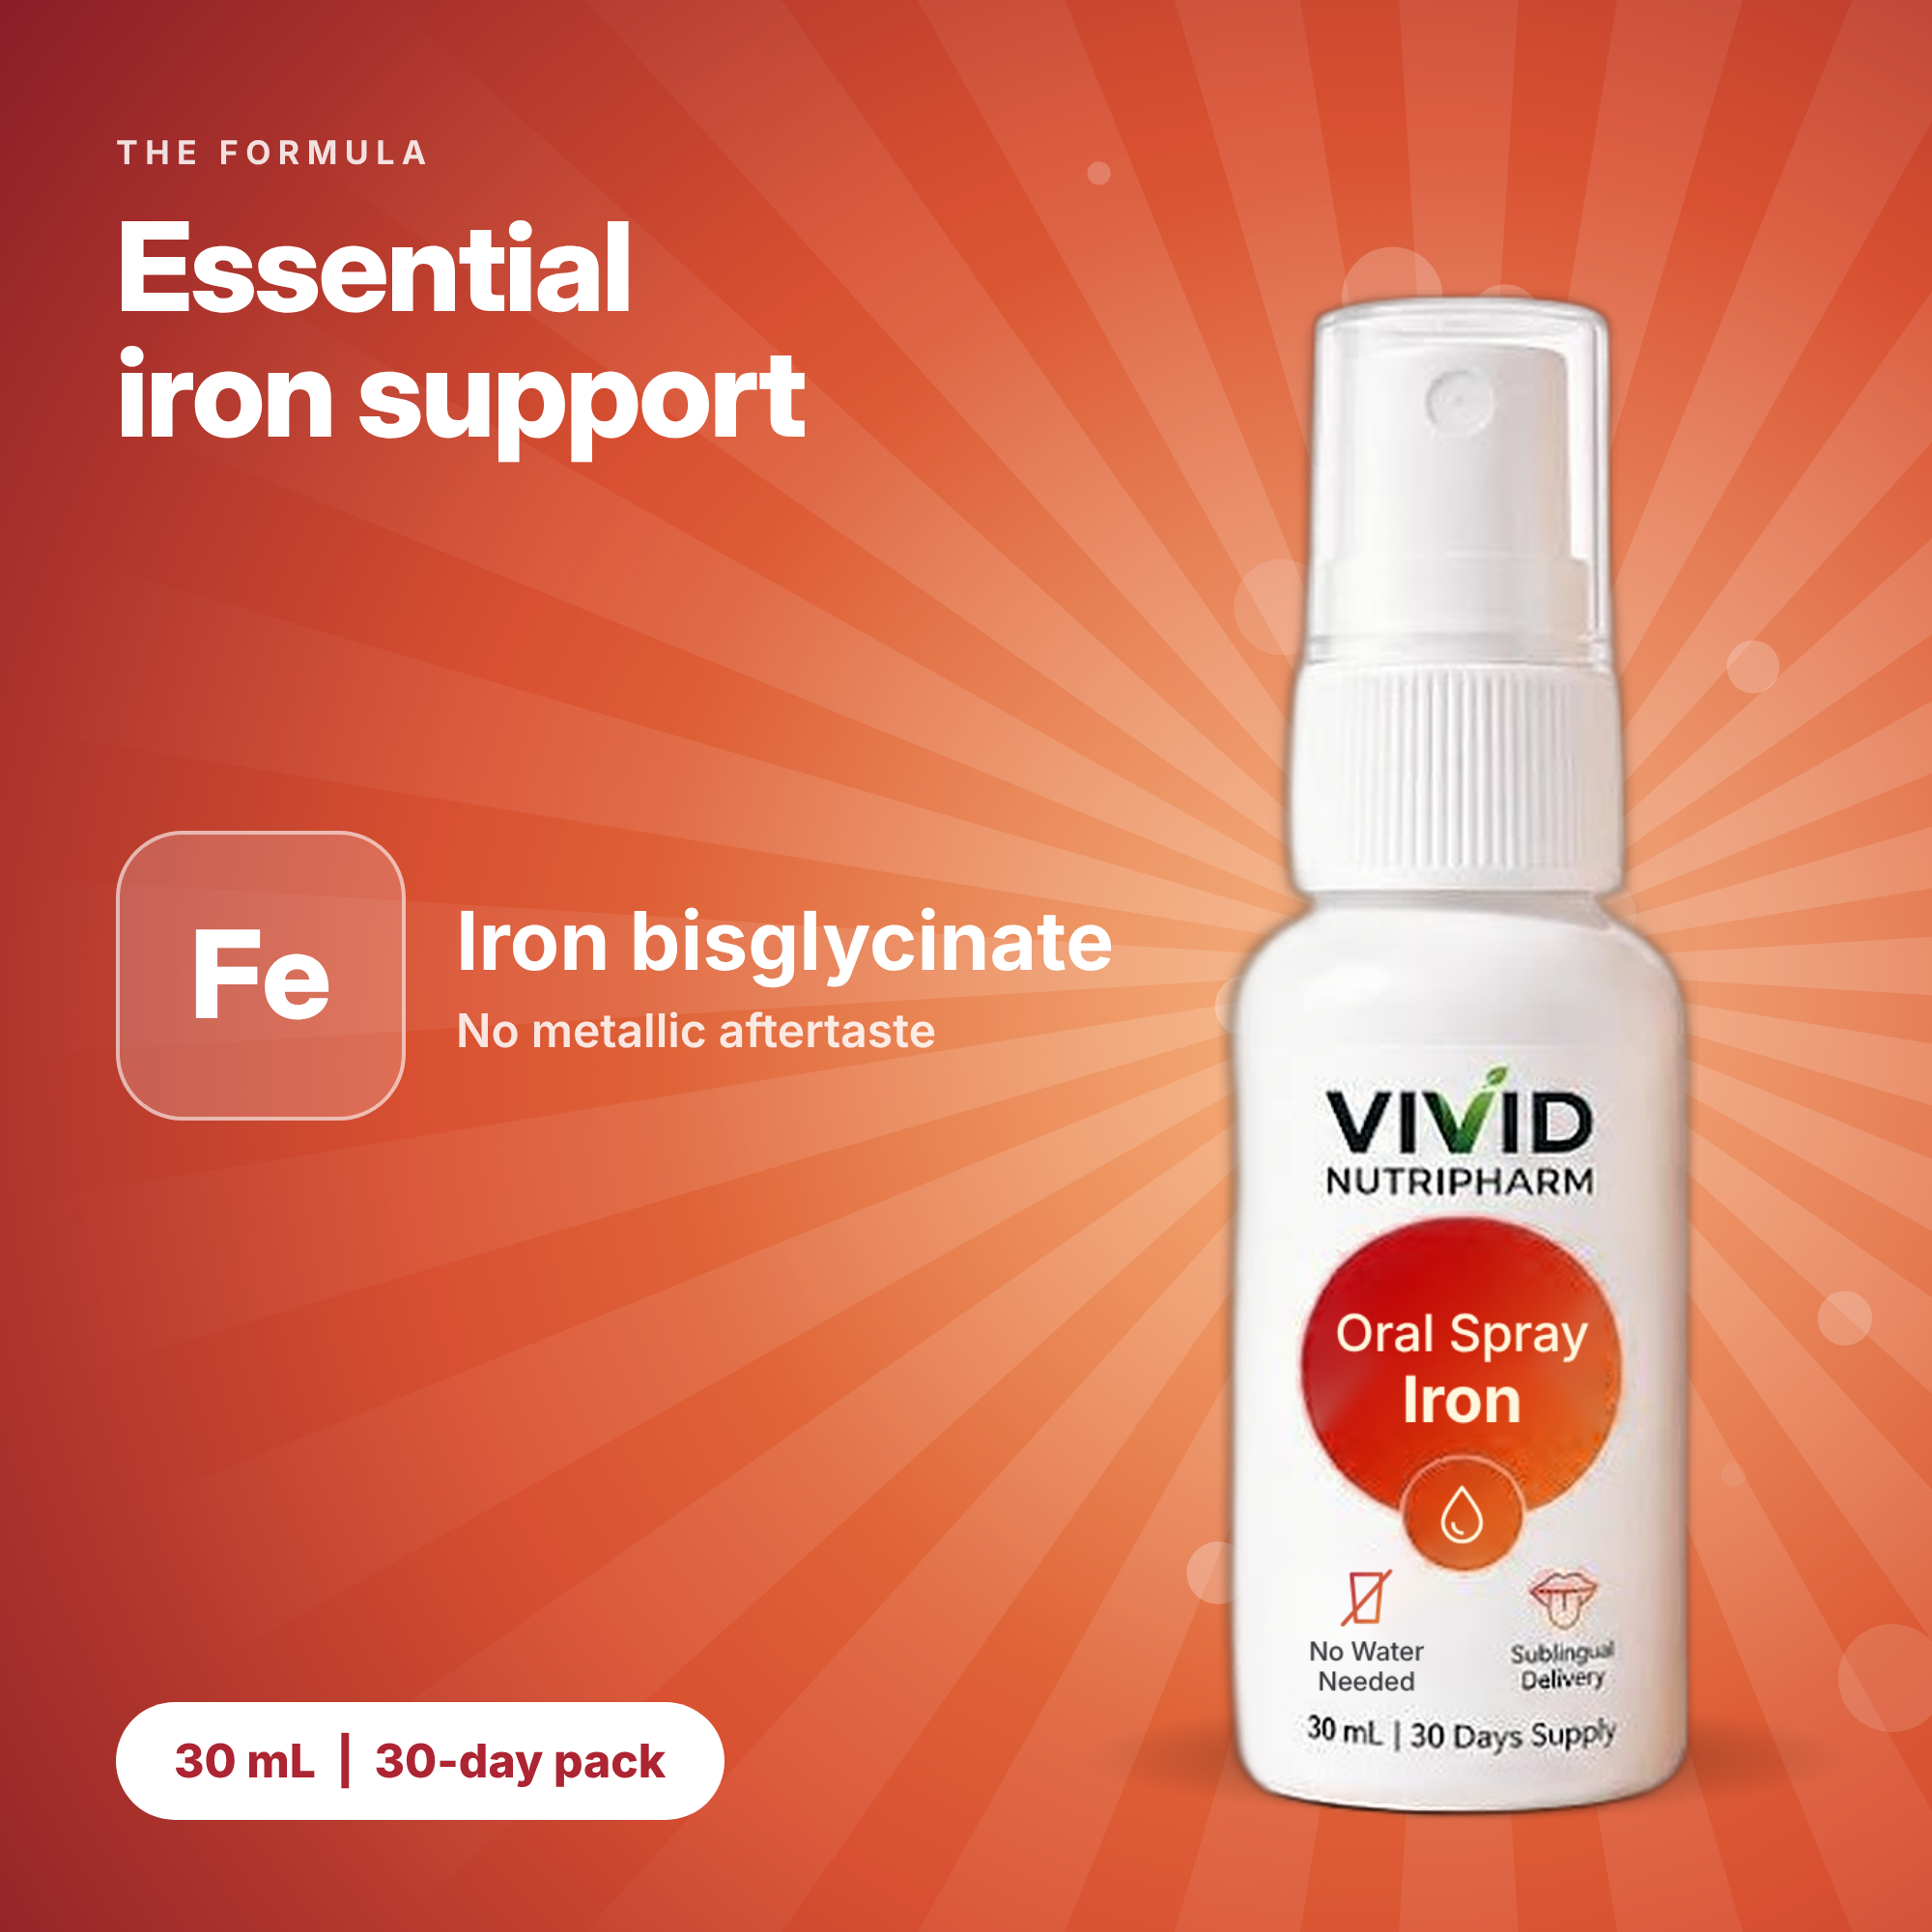 THE FORMULA
Essential
iron support
Fe
Iron bisglycinate
No metallic aftertaste
30 mL | 30-day pack
VIVID
NUTRIPHARM
Oral Spray
Iron
No Water
Needed
Sublingual
Delivery
30 mL | 30 Days Supply